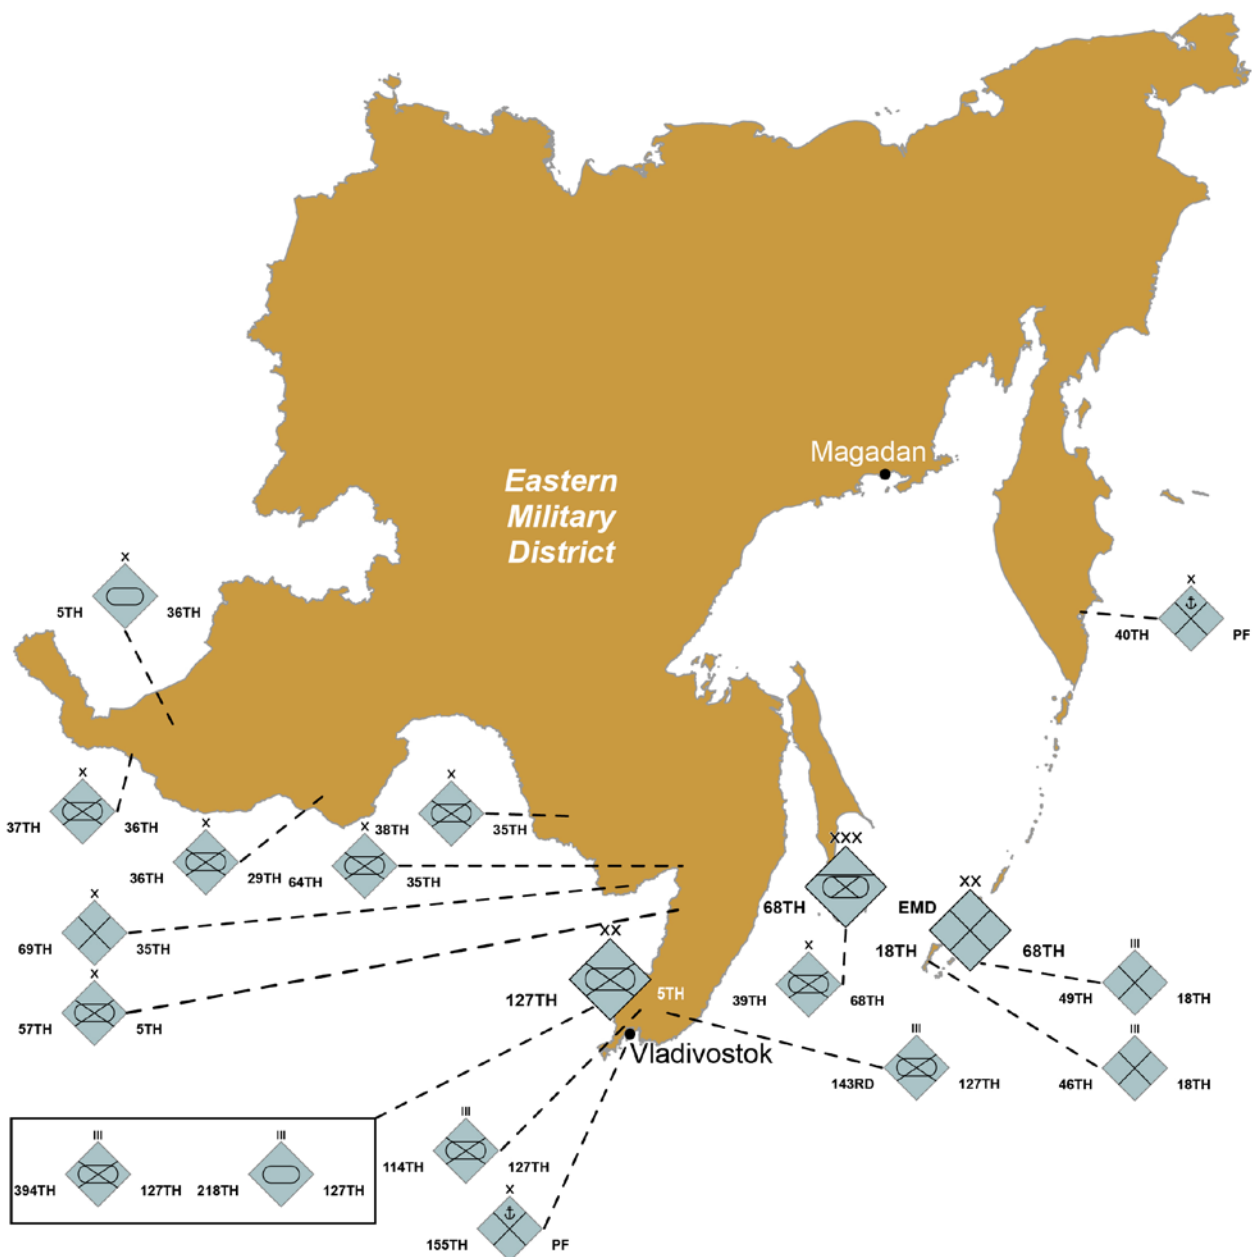 Magadan
Eastern
Military
District
X
5TH 36TH
X
40TH PF
X
37TH 36TH
X
36TH 29TH
X
38TH 35TH
X
64TH 35TH
X
69TH 35TH
X
57TH 5TH
XXX
68TH EMD
XX
18TH 68TH
XX
127TH 5TH
X
39TH 68TH
III
49TH 18TH
III
46TH 18TH
Vladivostok
III
143RD 127TH
III
114TH 127TH
III
394TH 127TH
III
218TH 127TH
X
155TH PF